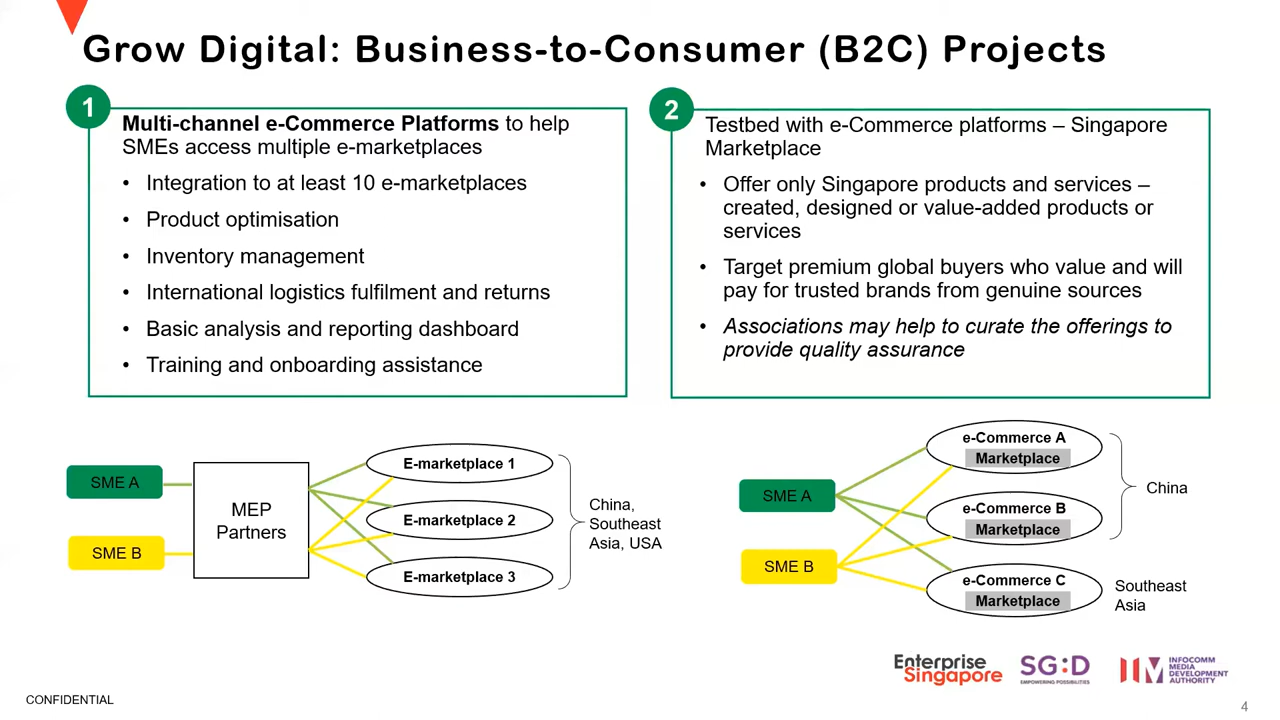 Grow Digital: Business-to-Consumer (B2C) Projects
1
Multi-channel e-Commerce Platforms to help
SMEs access multiple e-marketplaces
• Integration to at least 10 e-marketplaces
• Product optimisation
• Inventory management
• International logistics fulfilment and returns
• Basic analysis and reporting dashboard
• Training and onboarding assistance
2
Testbed with e-Commerce platforms – Singapore
Marketplace
• Offer only Singapore products and services –
created, designed or value-added products or
services
• Target premium global buyers who value and will
pay for trusted brands from genuine sources
• Associations may help to curate the offerings to
provide quality assurance
SME A
SME B
MEP
Partners
E-marketplace 1
E-marketplace 2
E-marketplace 3
China,
Southeast
Asia, USA
SME A
SME B
e-Commerce A
Marketplace
e-Commerce B
Marketplace
e-Commerce C
Marketplace
China
Southeast
Asia
Enterprise
Singapore
SG:D
EMPOWERING POSSIBILITIES
INFOCOMM
MEDIA
DEVELOPMENT
AUTHORITY
CONFIDENTIAL
4